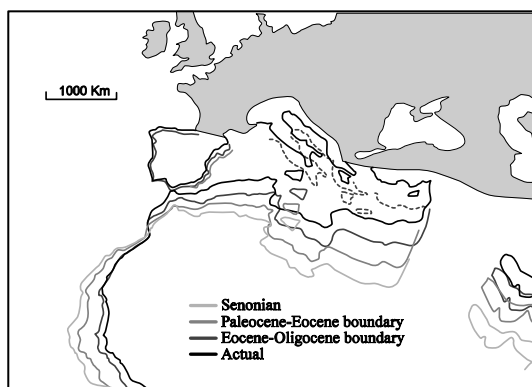 1000 Km
Senonian
Paleocene-Eocene boundary
Eocene-Oligocene boundary
Actual